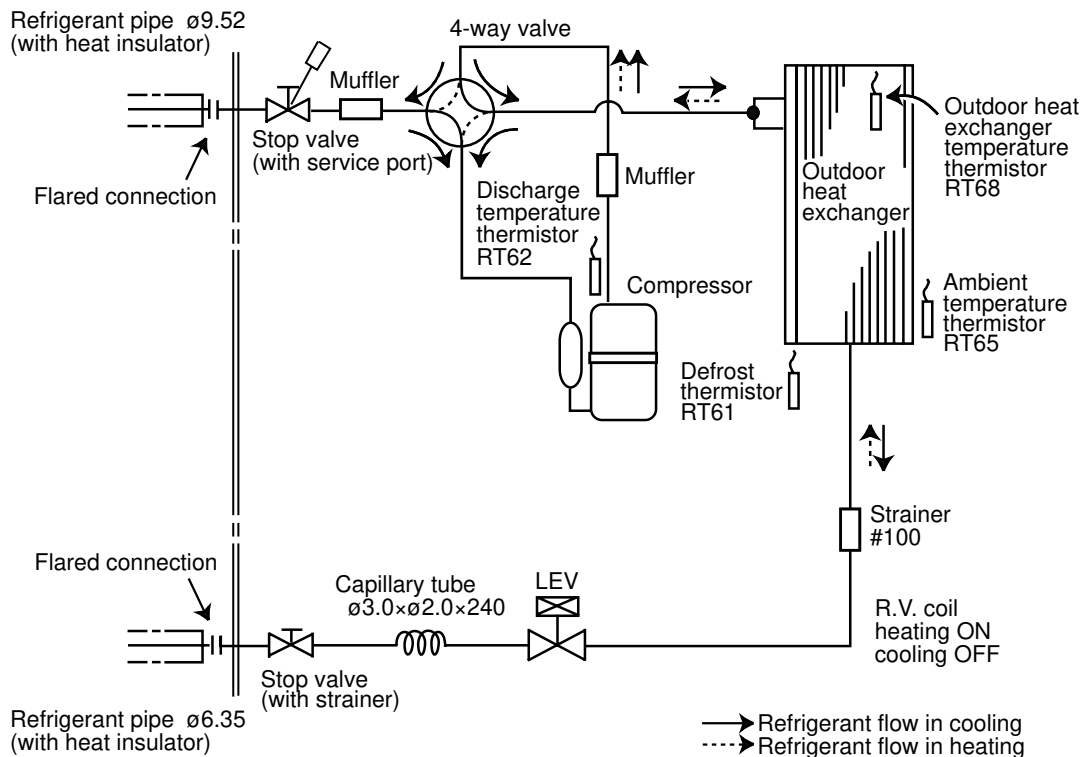 Refrigerant pipe ø9.52
(with heat insulator)
4-way valve
Muffler
Stop valve
(with service port)
Flared connection
Outdoor heat
exchanger
temperature
thermistor
RT68
Muffler
Outdoor
heat
exchanger
Discharge
temperature
thermistor
RT62
Compressor
Ambient
temperature
thermistor
RT65
Defrost
thermistor
RT61
Strainer
#100
Flared connection
Capillary tube
ø3.0×ø2.0×240
LEV
R.V. coil
heating ON
cooling OFF
Stop valve
(with strainer)
Refrigerant pipe ø6.35
(with heat insulator)
Refrigerant flow in cooling
Refrigerant flow in heating